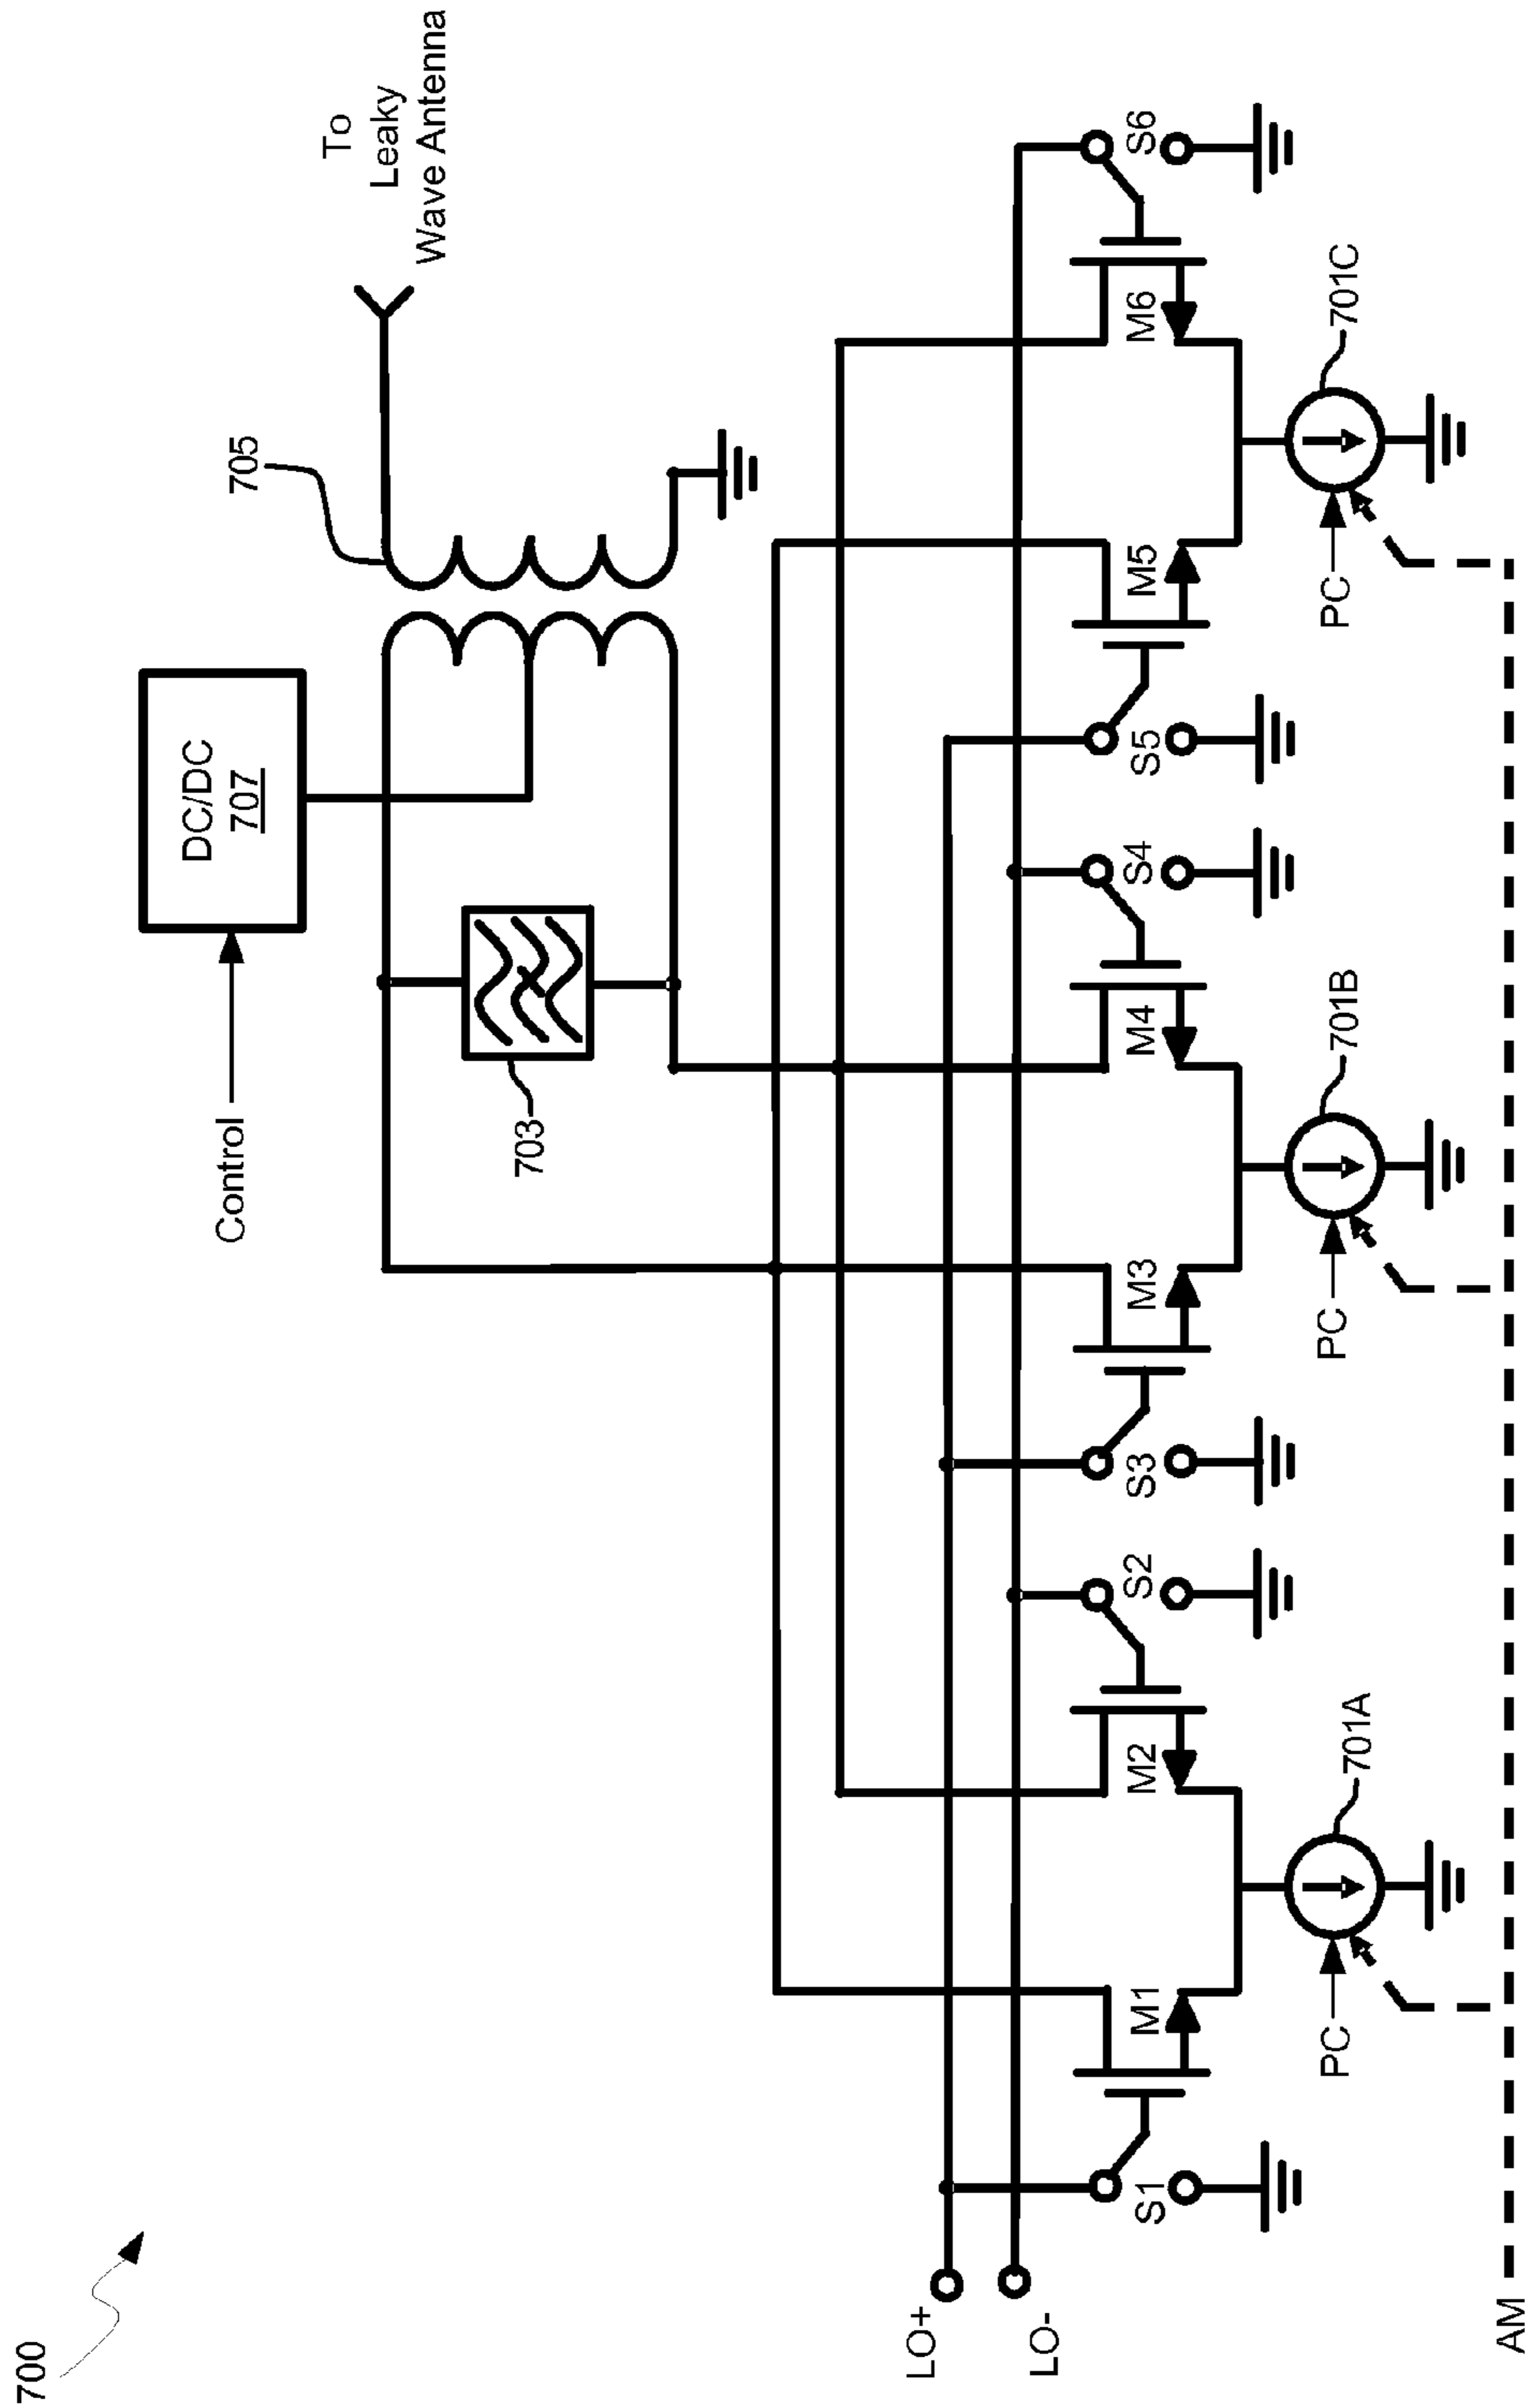 700
Control
DC/DC
707
705
To
Leaky
Wave Antenna
703
LO+
LO-
S1
M1
M2
S2
S3
M3
M4
S4
S5
M5
M6
S6
PC
701A
PC
701B
PC
701C
AM